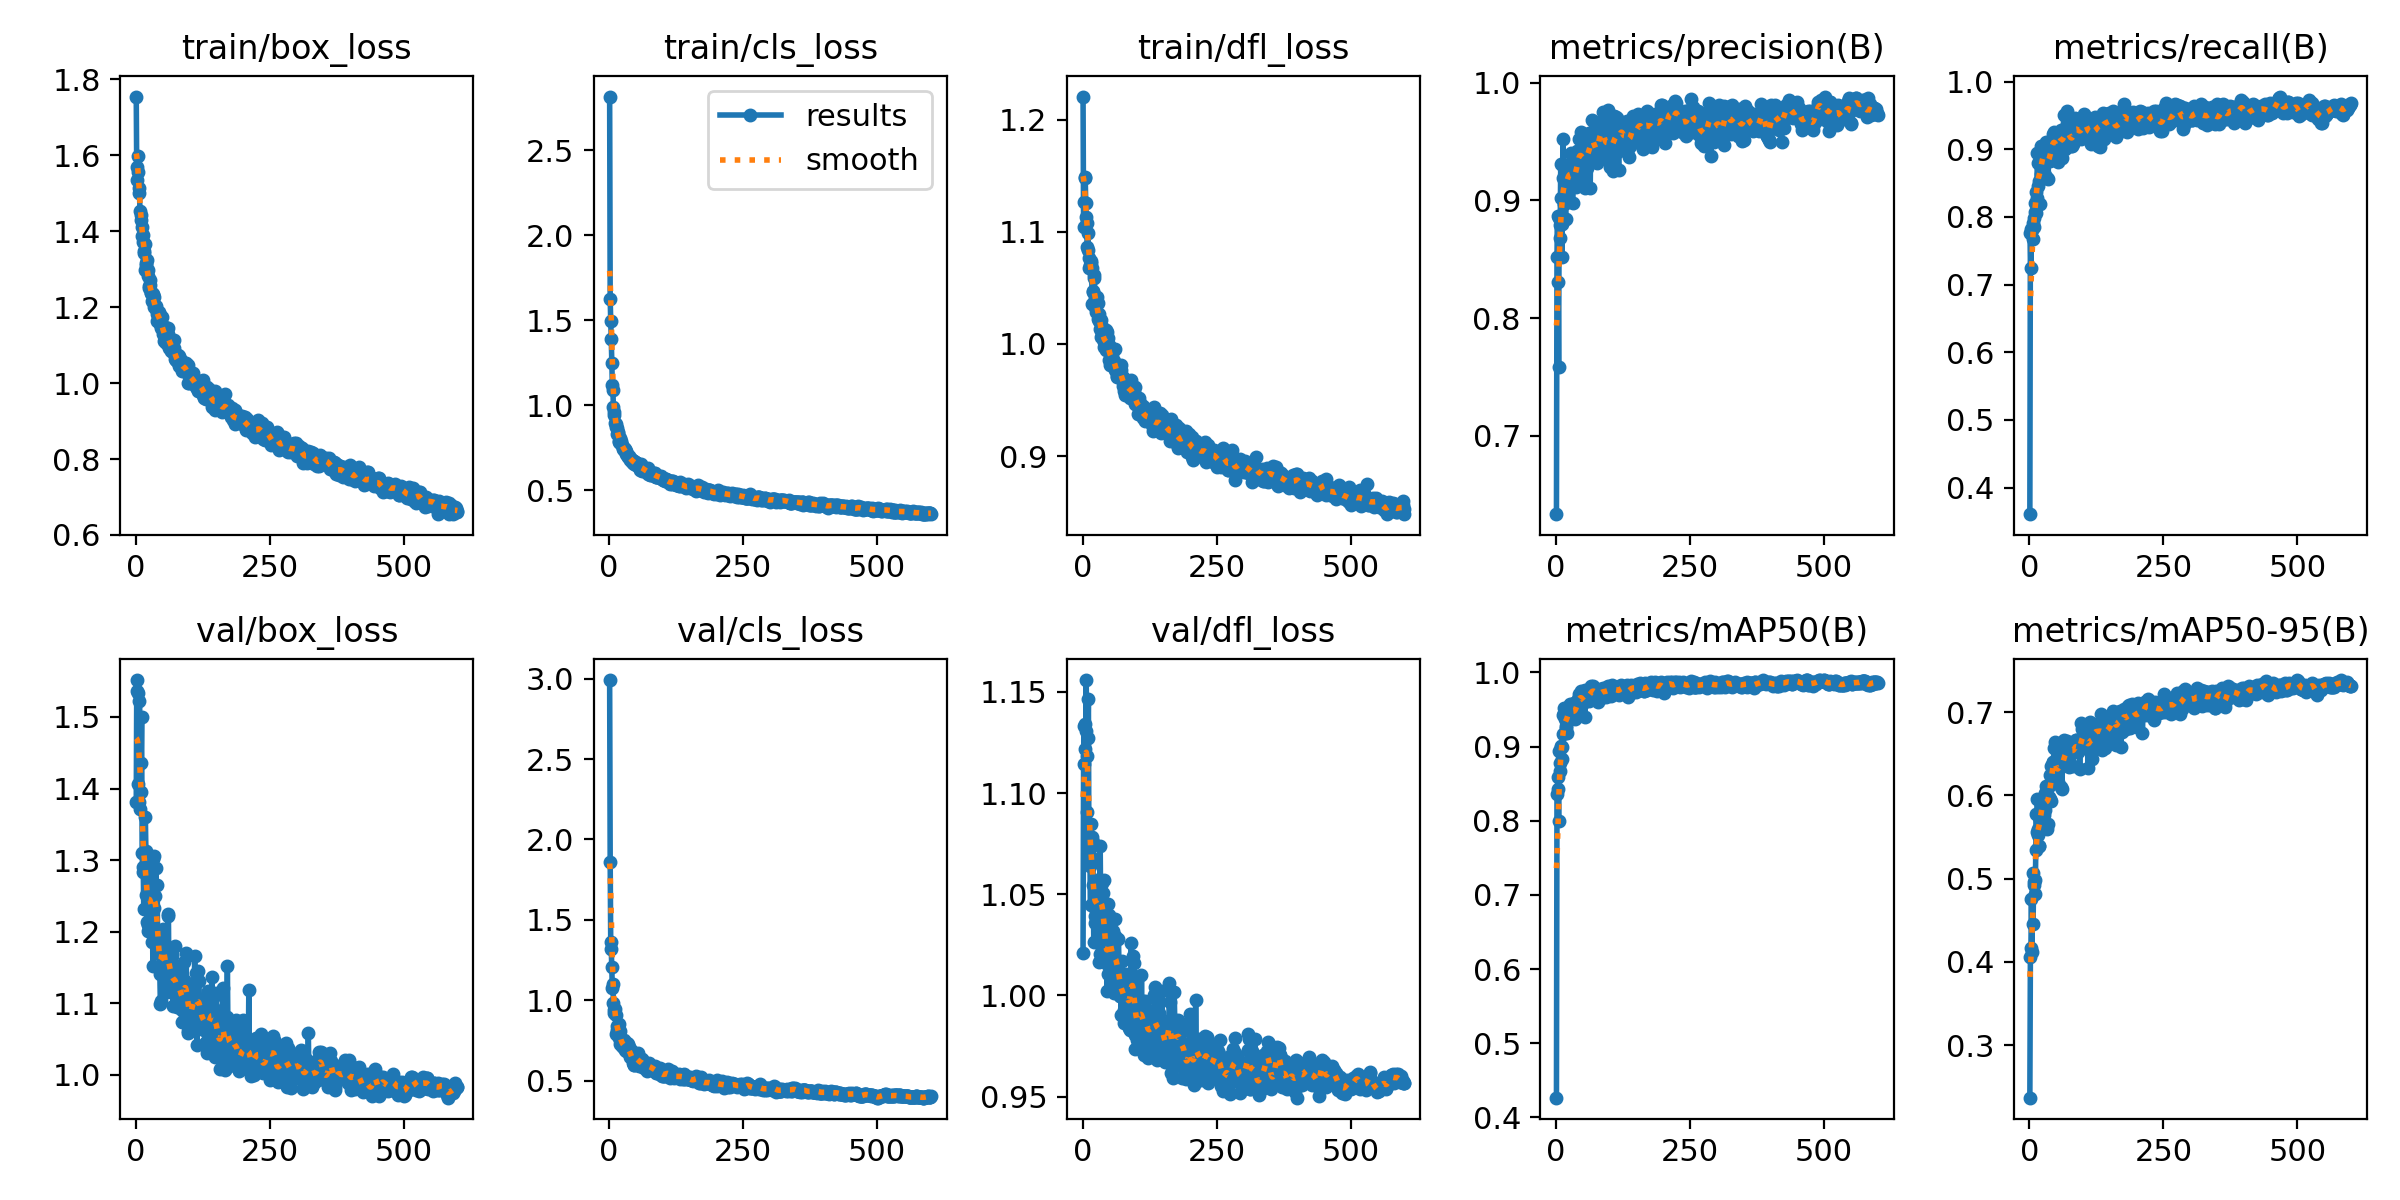 train/box_loss
1.8
1.6
1.4
1.2
1.0
0.8
0.6
0 250 500
train/cls_loss
results
smooth
2.5
2.0
1.5
1.0
0.5
0 250 500
train/dfl_loss
1.2
1.1
1.0
0.9
0 250 500
metrics/precision(B)
1.0
0.9
0.8
0.7
0 250 500
metrics/recall(B)
1.0
0.9
0.8
0.7
0.6
0.5
0.4
0 250 500
val/box_loss
1.5
1.4
1.3
1.2
1.1
1.0
0 250 500
val/cls_loss
3.0
2.5
2.0
1.5
1.0
0.5
0 250 500
val/dfl_loss
1.15
1.10
1.05
1.00
0.95
0 250 500
metrics/mAP50(B)
1.0
0.9
0.8
0.7
0.6
0.5
0.4
0 250 500
metrics/mAP50-95(B)
0.7
0.6
0.5
0.4
0.3
0 250 500